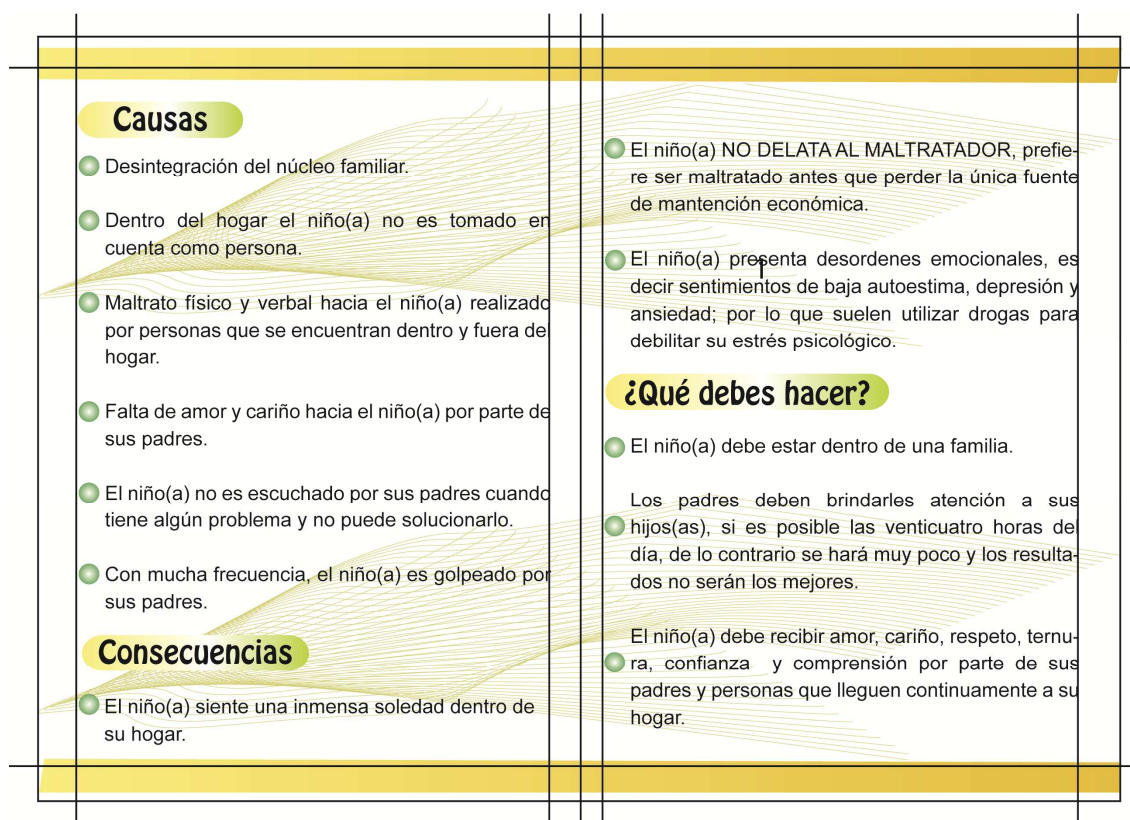 Causas
Desintegración del núcleo familiar.
Dentro del hogar el niño(a) no es tomado en
cuenta como persona.
Maltrato físico y verbal hacia el niño(a) realizado
por personas que se encuentran dentro y fuera del
hogar.
Falta de amor y cariño hacia el niño(a) por parte de
sus padres.
El niño(a) no es escuchado por sus padres cuando
tiene algún problema y no puede solucionarlo.
Con mucha frecuencia, el niño(a) es golpeado por
sus padres.
Consecuencias
El niño(a) siente una inmensa soledad dentro de
su hogar.
El niño(a) NO DELATA AL MALTRATADOR, prefie-
re ser maltratado antes que perder la única fuente
de mantención económica.
El niño(a) presenta desordenes emocionales, es
decir sentimientos de baja autoestima, depresión y
ansiedad; por lo que suelen utilizar drogas para
debilitar su estrés psicológico.
¿Qué debes hacer?
El niño(a) debe estar dentro de una familia.
Los padres deben brindarles atención a sus
hijos(as), si es posible las venticuatro horas del
día, de lo contrario se hará muy poco y los resulta-
dos no serán los mejores.
El niño(a) debe recibir amor, cariño, respeto, ternu-
ra, confianza y comprensión por parte de sus
padres y personas que lleguen continuamente a su
hogar.